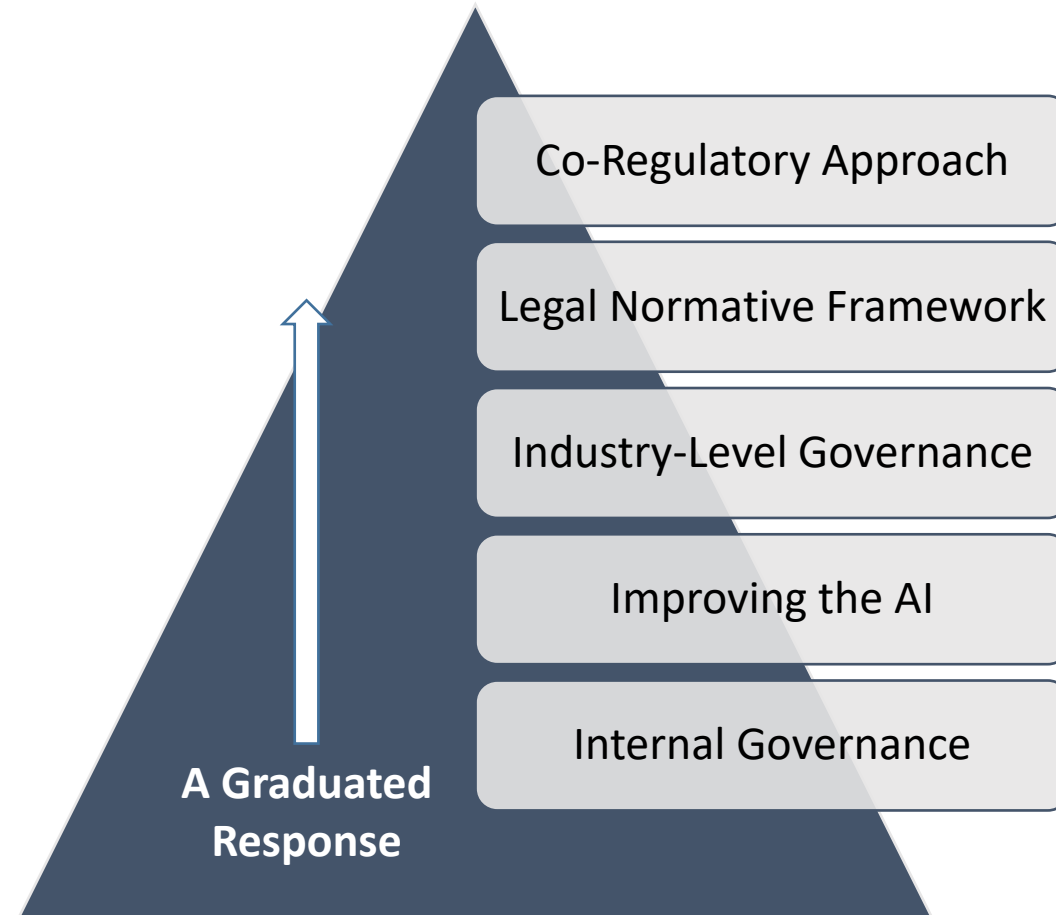 Co-Regulatory Approach
Legal Normative Framework
Industry-Level Governance
Improving the AI
Internal Governance
A Graduated
Response